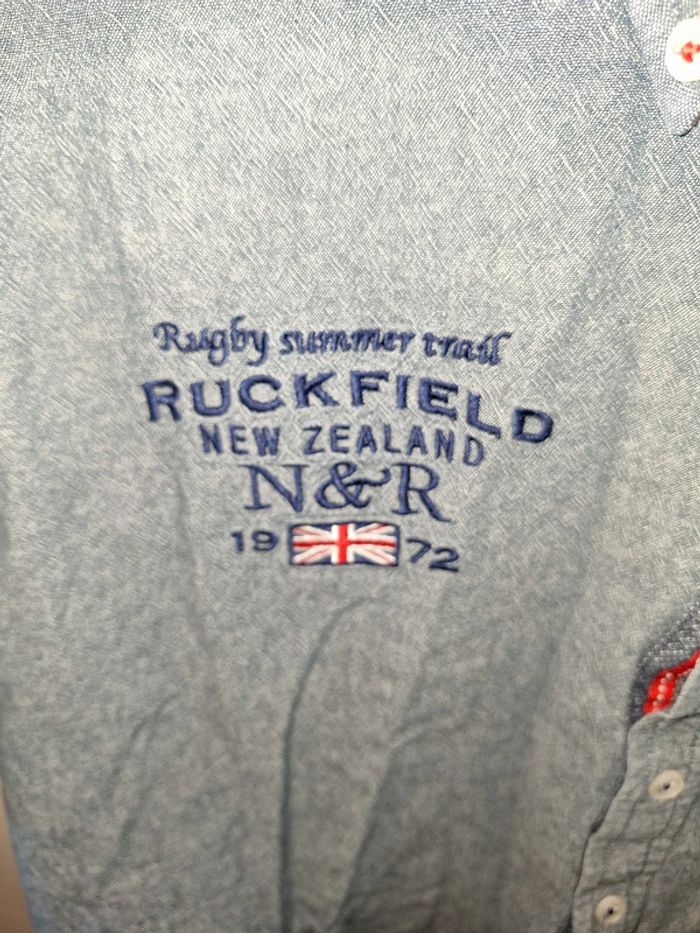 Rugby summer trail
RUCKFIELD
NEW ZEALAND
N&R
19 72